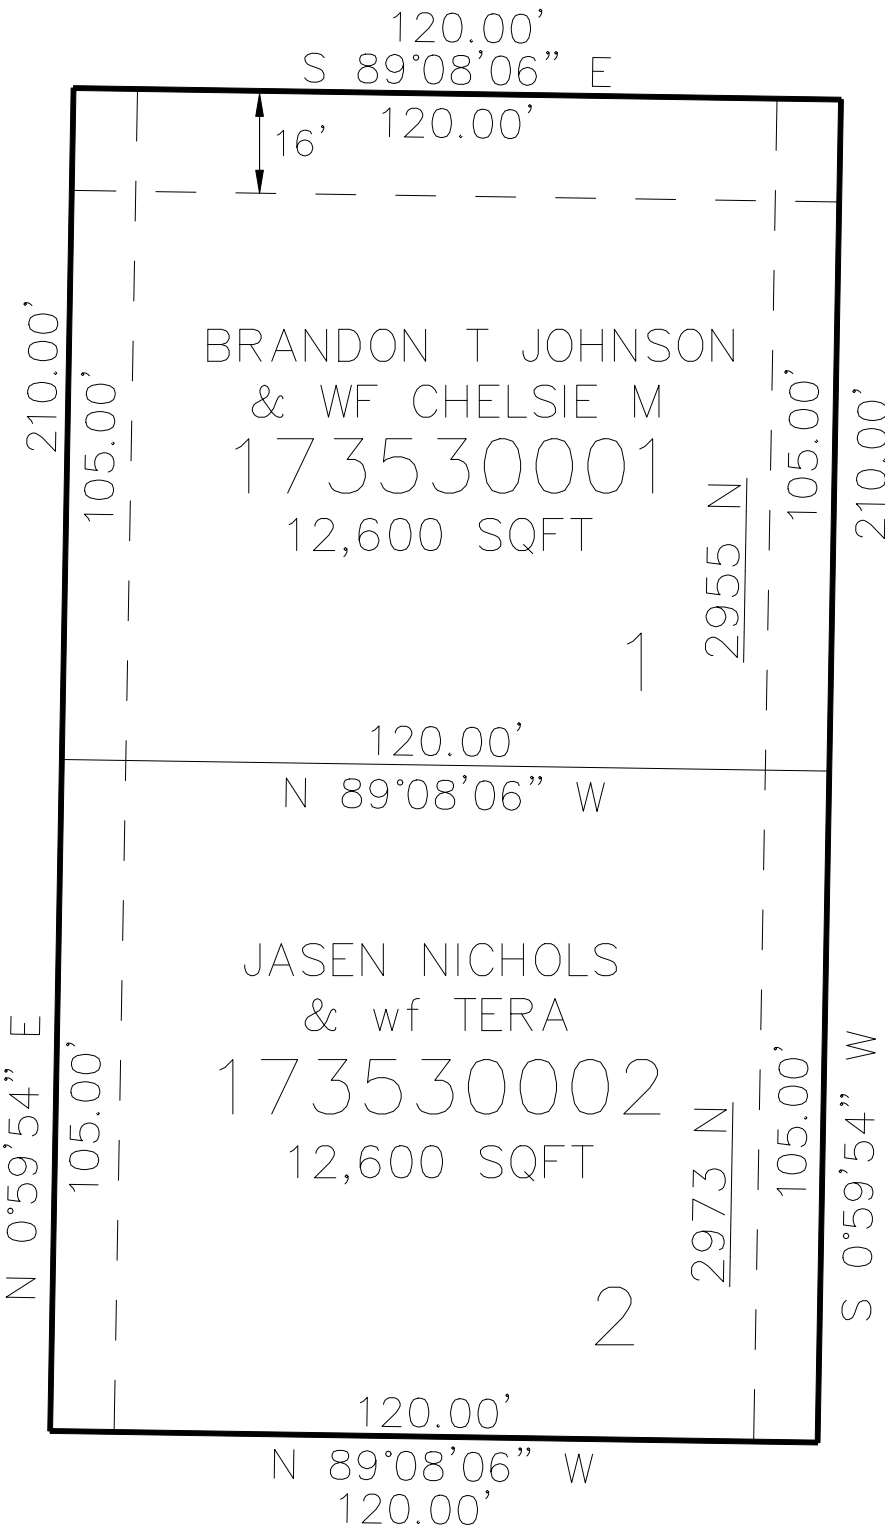 120.00'
S 89°08'06" E
120.00'
16'
210.00'
105.00'
BRANDON T JOHNSON
& WF CHELSIE M
173530001
12,600 SQFT
105.00'
210.00'
2955 N
1
120.00'
N 89°08'06" W
JASEN NICHOLS
& wf TERA
173530002
12,600 SQFT
N 0°59'54" E
105.00'
2973 N
105.00'
S 0°59'54" W
2
120.00'
N 89°08'06" W
120.00'